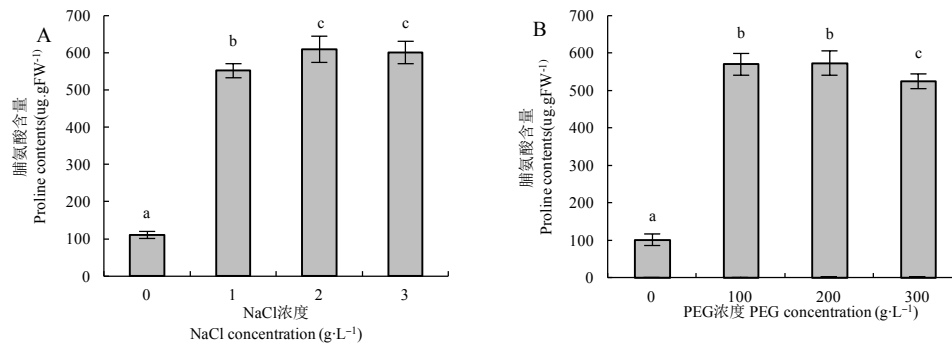 A
脯氨酸含量
Proline contents(ug.gFW⁻¹)
800
700
600
500
400
300
200
100
0
a
b
c
c
0 1 2 3
NaCl浓度
NaCl concentration (g·L⁻¹)
B
脯氨酸含量
Proline contents(ug.gFW⁻¹)
700
600
500
400
300
200
100
0
a
b
b
c
0 100 200 300
PEG浓度 PEG concentration (g·L⁻¹)